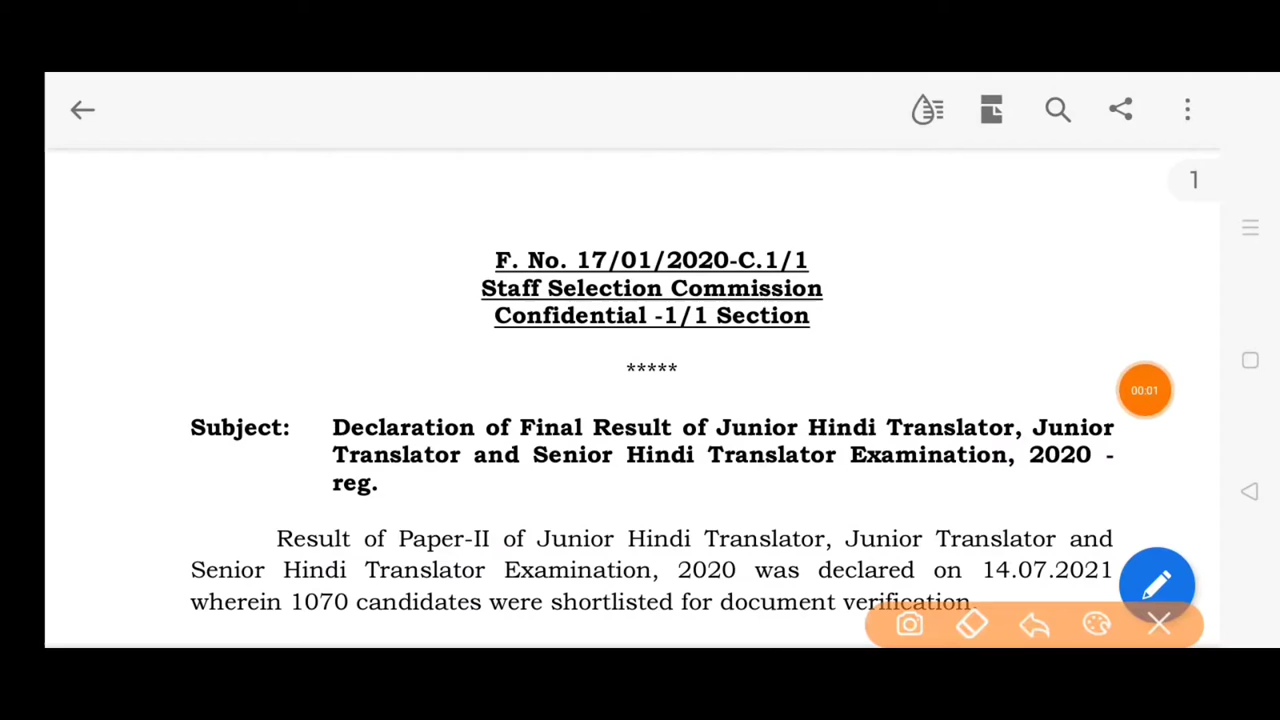 1
F. No. 17/01/2020-C.1/1
Staff Selection Commission
Confidential -1/1 Section
*****
00:01
Subject: Declaration of Final Result of Junior Hindi Translator, Junior
Translator and Senior Hindi Translator Examination, 2020 -
reg.
Result of Paper-II of Junior Hindi Translator, Junior Translator and
Senior Hindi Translator Examination, 2020 was declared on 14.07.2021
wherein 1070 candidates were shortlisted for document verification.